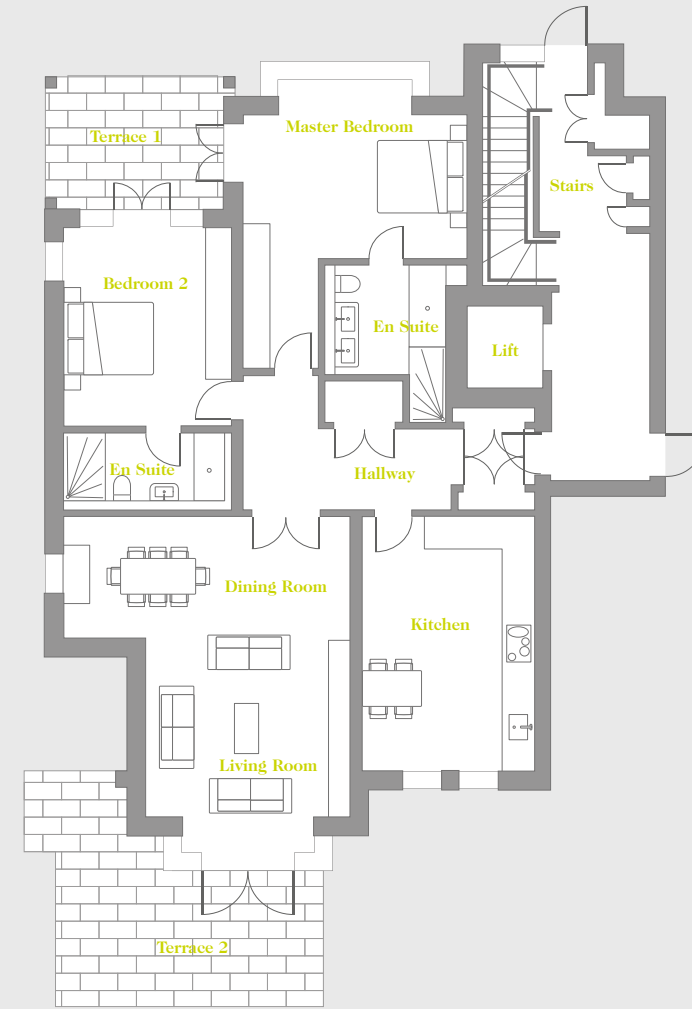 Terrace 1
Master Bedroom
Stairs
Bedroom 2
En Suite
Lift
En Suite
Hallway
Dining Room
Kitchen
Living Room
Terrace 2